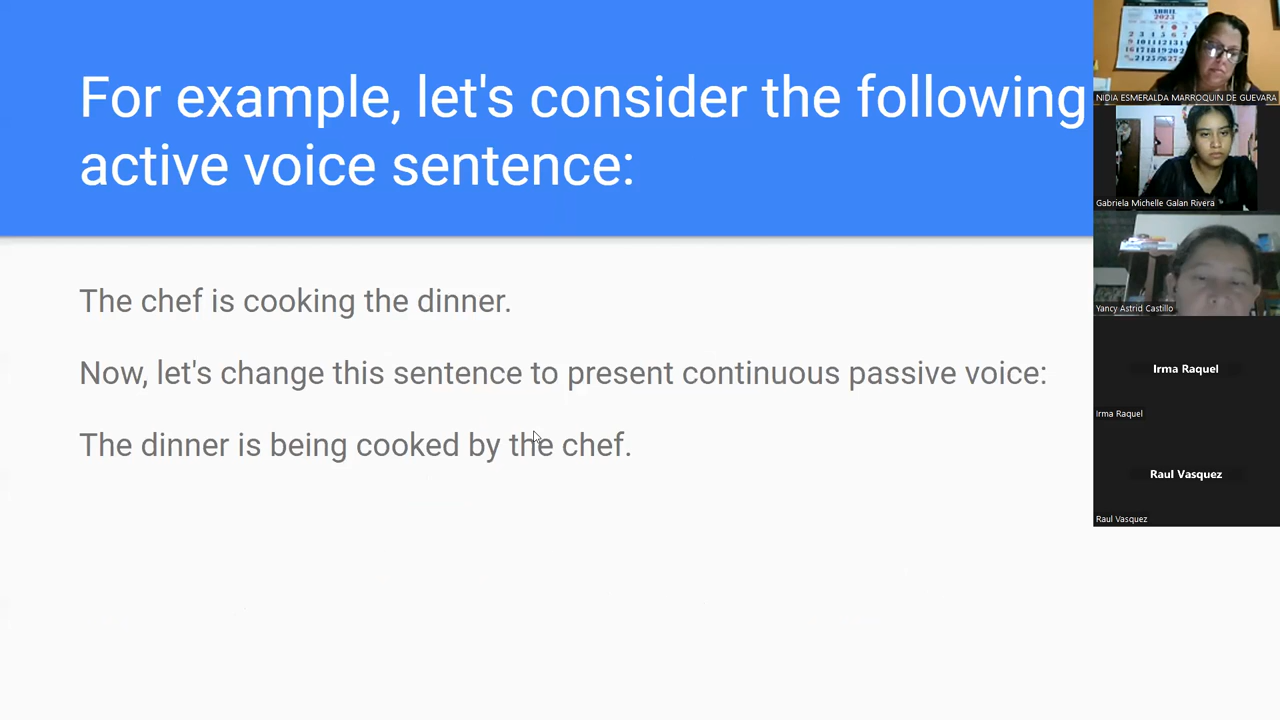 For example, let's consider the following
active voice sentence:
The chef is cooking the dinner.
Now, let's change this sentence to present continuous passive voice:
The dinner is being cooked by the chef.
ABRIL
2023
NIDIA ESMERALDA MARROQUIN DE GUEVARA
Gabriela Michelle Galan Rivera
Yancy Astrid Castillo
Irma Raquel
Irma Raquel
Raul Vasquez
Raul Vasquez